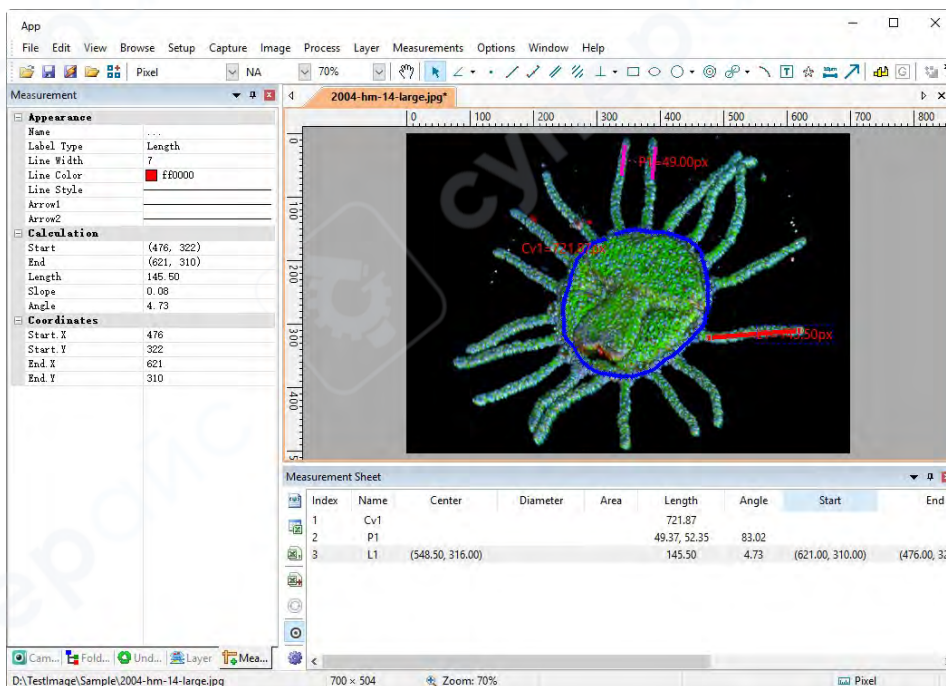 App
File Edit View Browse Setup Capture Image Process Layer Measurements Options Window Help
Pixel NA 70%
Measurement
2004-hm-14-large.jpg*
0 100 200 300 400 500 600 700 800
0
100
200
300
400
5
Appearance
Name ...
Label Type Length
Line Width 7
Line Color ff0000
Line Style
Arrow1
Arrow2
Calculation
Start (476, 322)
End (621, 310)
Length 145.50
Slope 0.08
Angle 4.73
Coordinates
Start.X 476
Start.Y 322
End.X 621
End.Y 310
P1=49.00px
Measurement Sheet
Index Name Center Diameter Area Length Angle Start End
1 Cv1 721.87
2 P1 49.37, 52.35 83.02
3 L1 (548.50, 316.00) 145.50 4.73 (621.00, 310.00) (476.00, 32
Cam... Fold... Und... Layer Mea...
D:\TestImage\Sample\2004-hm-14-large.jpg 700 × 504 Zoom: 70% Pixel